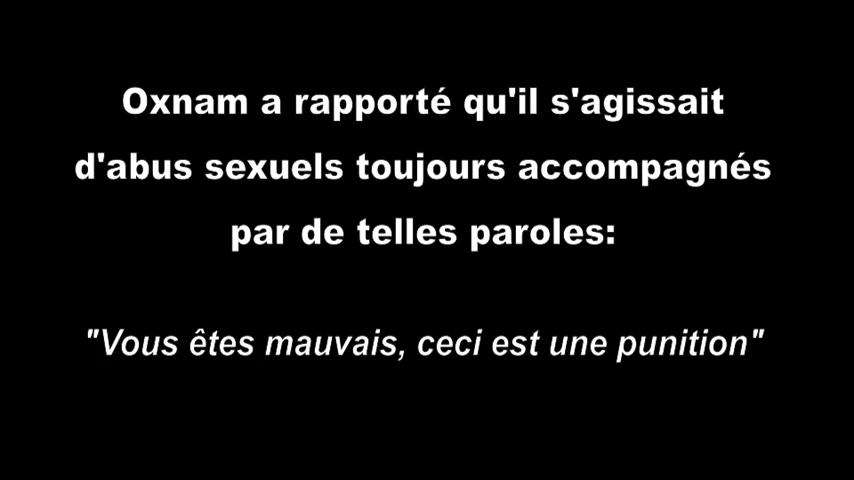 Oxnam a rapporté qu'il s'agissait
d'abus sexuels toujours accompagnés
par de telles paroles:
"Vous êtes mauvais, ceci est une punition"